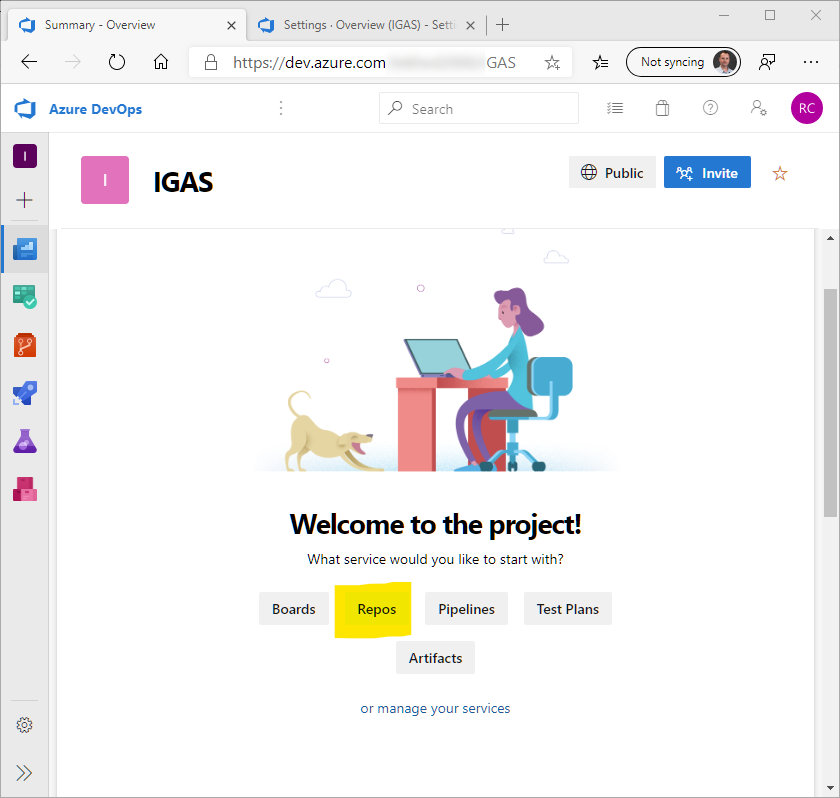 Summary - Overview
Settings · Overview (IGAS) - Setti
https://dev.azure.com GAS
Not syncing
Azure DevOps
Search
RC
I
I
IGAS
Public
Invite
Welcome to the project!
What service would you like to start with?
Boards
Repos
Pipelines
Test Plans
Artifacts
or manage your services